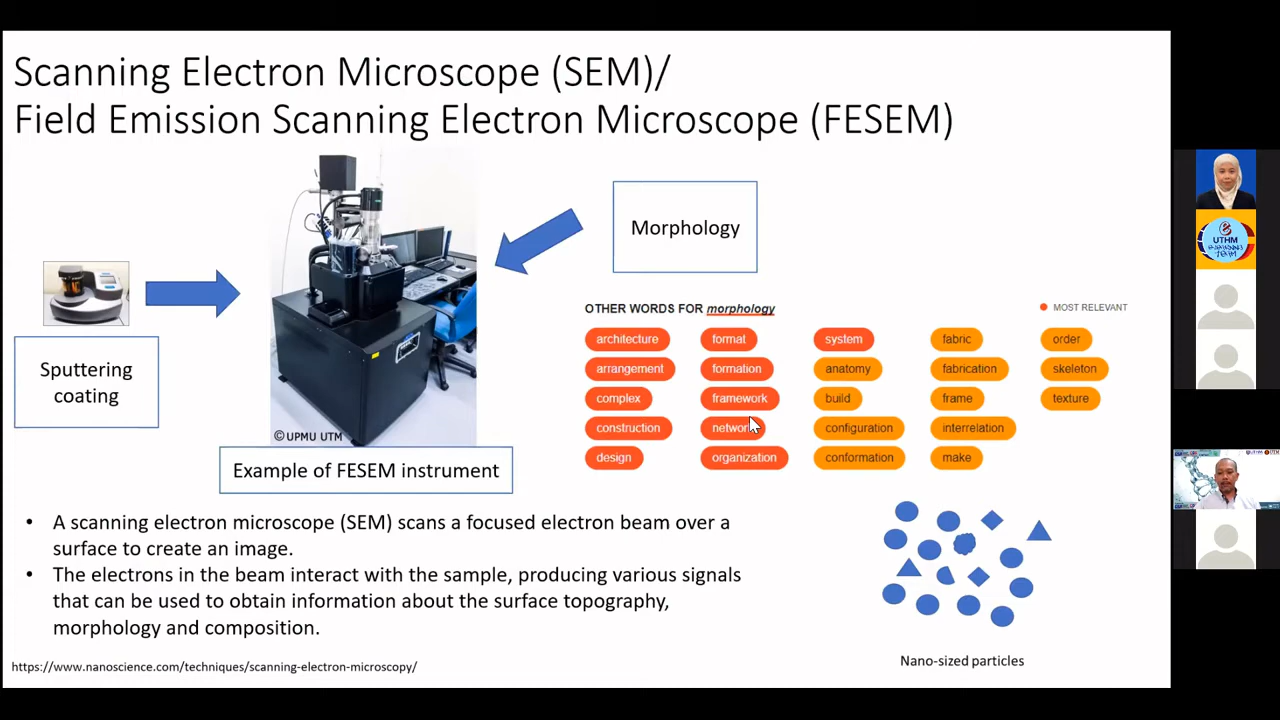 Scanning Electron Microscope (SEM)/
Field Emission Scanning Electron Microscope (FESEM)
Morphology
Sputtering
coating
© UPMU UTM
Example of FESEM instrument
OTHER WORDS FOR morphology
MOST RELEVANT
architecture format system fabric order
arrangement formation anatomy fabrication skeleton
complex framework build frame texture
construction network configuration interrelation
design organization conformation make
• A scanning electron microscope (SEM) scans a focused electron beam over a
surface to create an image.
• The electrons in the beam interact with the sample, producing various signals
that can be used to obtain information about the surface topography,
morphology and composition.
Nano-sized particles
https://www.nanoscience.com/techniques/scanning-electron-microscopy/
UTHM
TEAM